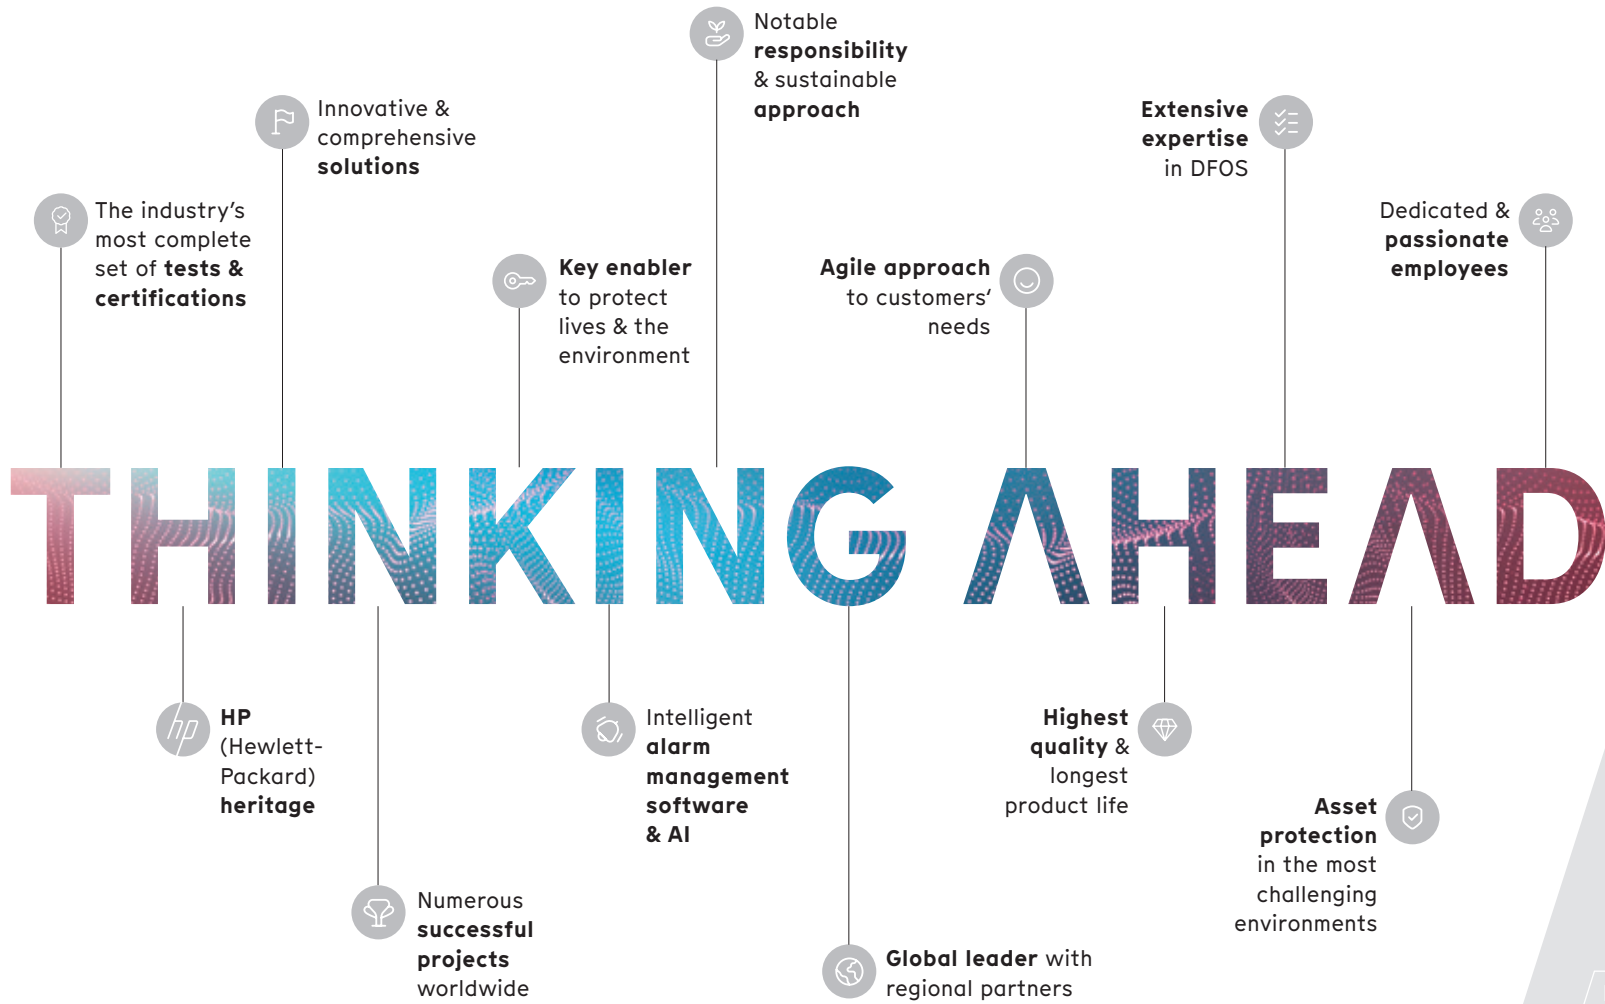 Notable
responsibility
& sustainable
approach
Innovative &
comprehensive
solutions
Extensive
expertise
in DFOS
The industry's
most complete
set of tests &
certifications
Dedicated &
passionate
employees
Key enabler
to protect
lives & the
environment
Agile approach
to customers‘
needs
THINKING AHEAD
hp
HP
(Hewlett-
Packard)
heritage
Intelligent
alarm
management
software
& AI
Highest
quality &
longest
product life
Asset
protection
in the most
challenging
environments
Numerous
successful
projects
worldwide
Global leader with
regional partners